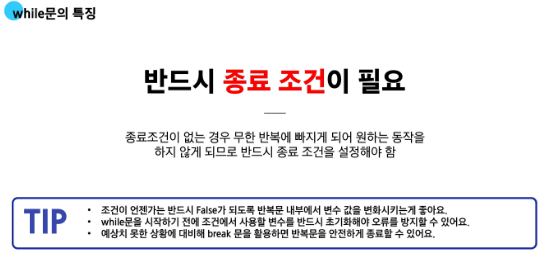 while문의 특징
반드시 종료 조건이 필요
종료조건이 없는 경우 무한 반복에 빠지게 되어 원하는 동작을
하지 않게 되므로 반드시 종료 조건을 설정해야 함
TIP
• 조건이 언젠가는 반드시 False가 되도록 반복문 내부에서 변수 값을 변화시키는게 좋아요.
• while문을 시작하기 전에 조건에서 사용할 변수를 반드시 초기화해야 오류를 방지할 수 있어요.
• 예상치 못한 상황에 대비해 break 문을 활용하면 반복문을 안전하게 종료할 수 있어요.